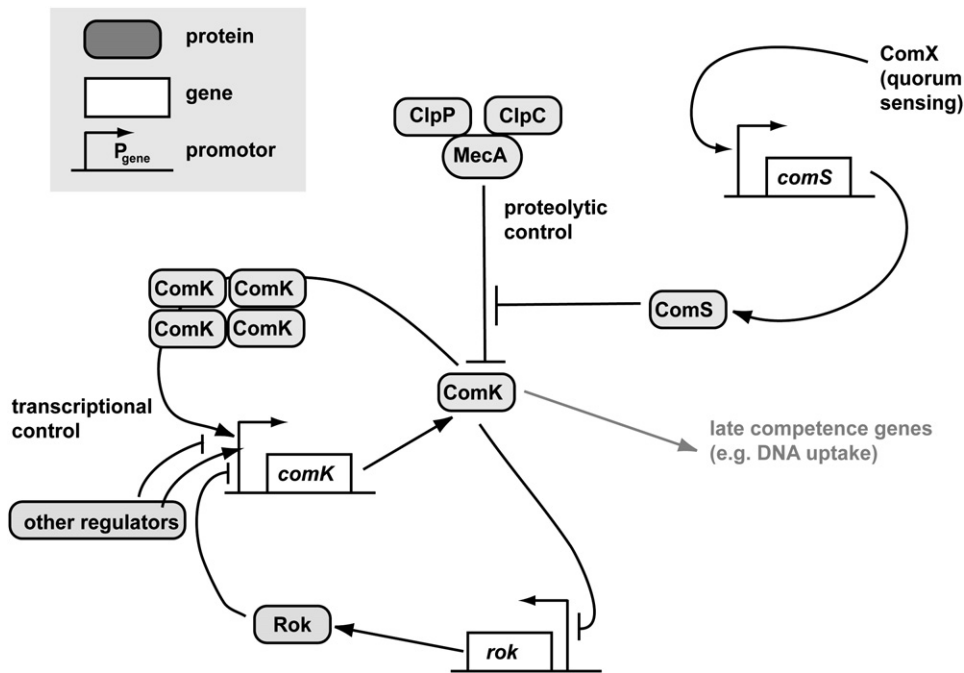 protein
gene
P gene
promotor
ComX
(quorum
sensing)
ClpP
ClpC
MecA
comS
proteolytic
control
ComK
ComK
ComK
ComK
ComS
ComK
transcriptional
control
late competence genes
(e.g. DNA uptake)
comK
other regulators
Rok
rok